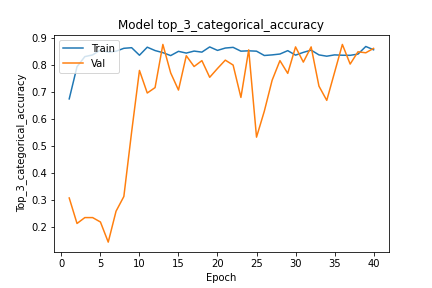 Model top_3_categorical_accuracy
Top_3_categorical_accuracy
0.9
0.8
0.7
0.6
0.5
0.4
0.3
0.2
Train
Val
0 5 10 15 20 25 30 35 40
Epoch